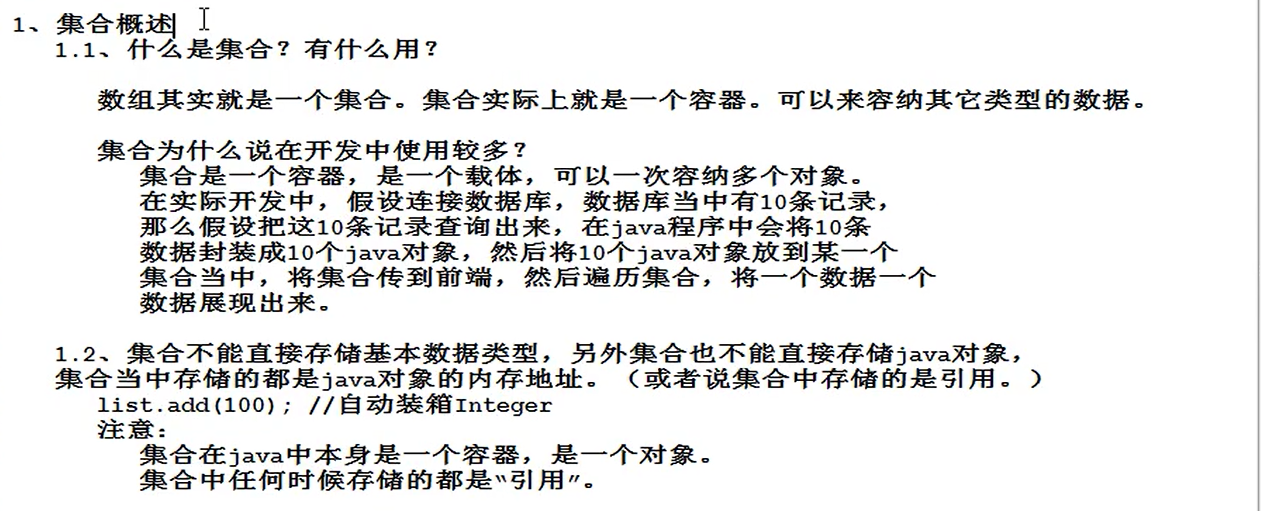 1、集合概述
1.1、什么是集合？有什么用？
数组其实就是一个集合。集合实际上就是一个容器。可以来容纳其它类型的数据。
集合为什么说在开发中使用较多？
集合是一个容器，是一个载体，可以一次容纳多个对象。
在实际开发中，假设连接数据库，数据库当中有10条记录，
那么假设把这10条记录查询出来，在java程序中会将10条
数据封装成10个java对象，然后将10个java对象放到某一个
集合当中，将集合传到前端，然后遍历集合，将一个数据一个
数据展现出来。
1.2、集合不能直接存储基本数据类型，另外集合也不能直接存储java对象，
集合当中存储的都是java对象的内存地址。（或者说集合中存储的是引用。）
list.add(100); //自动装箱Integer
注意：
集合在java中本身是一个容器，是一个对象。
集合中任何时候存储的都是“引用”。